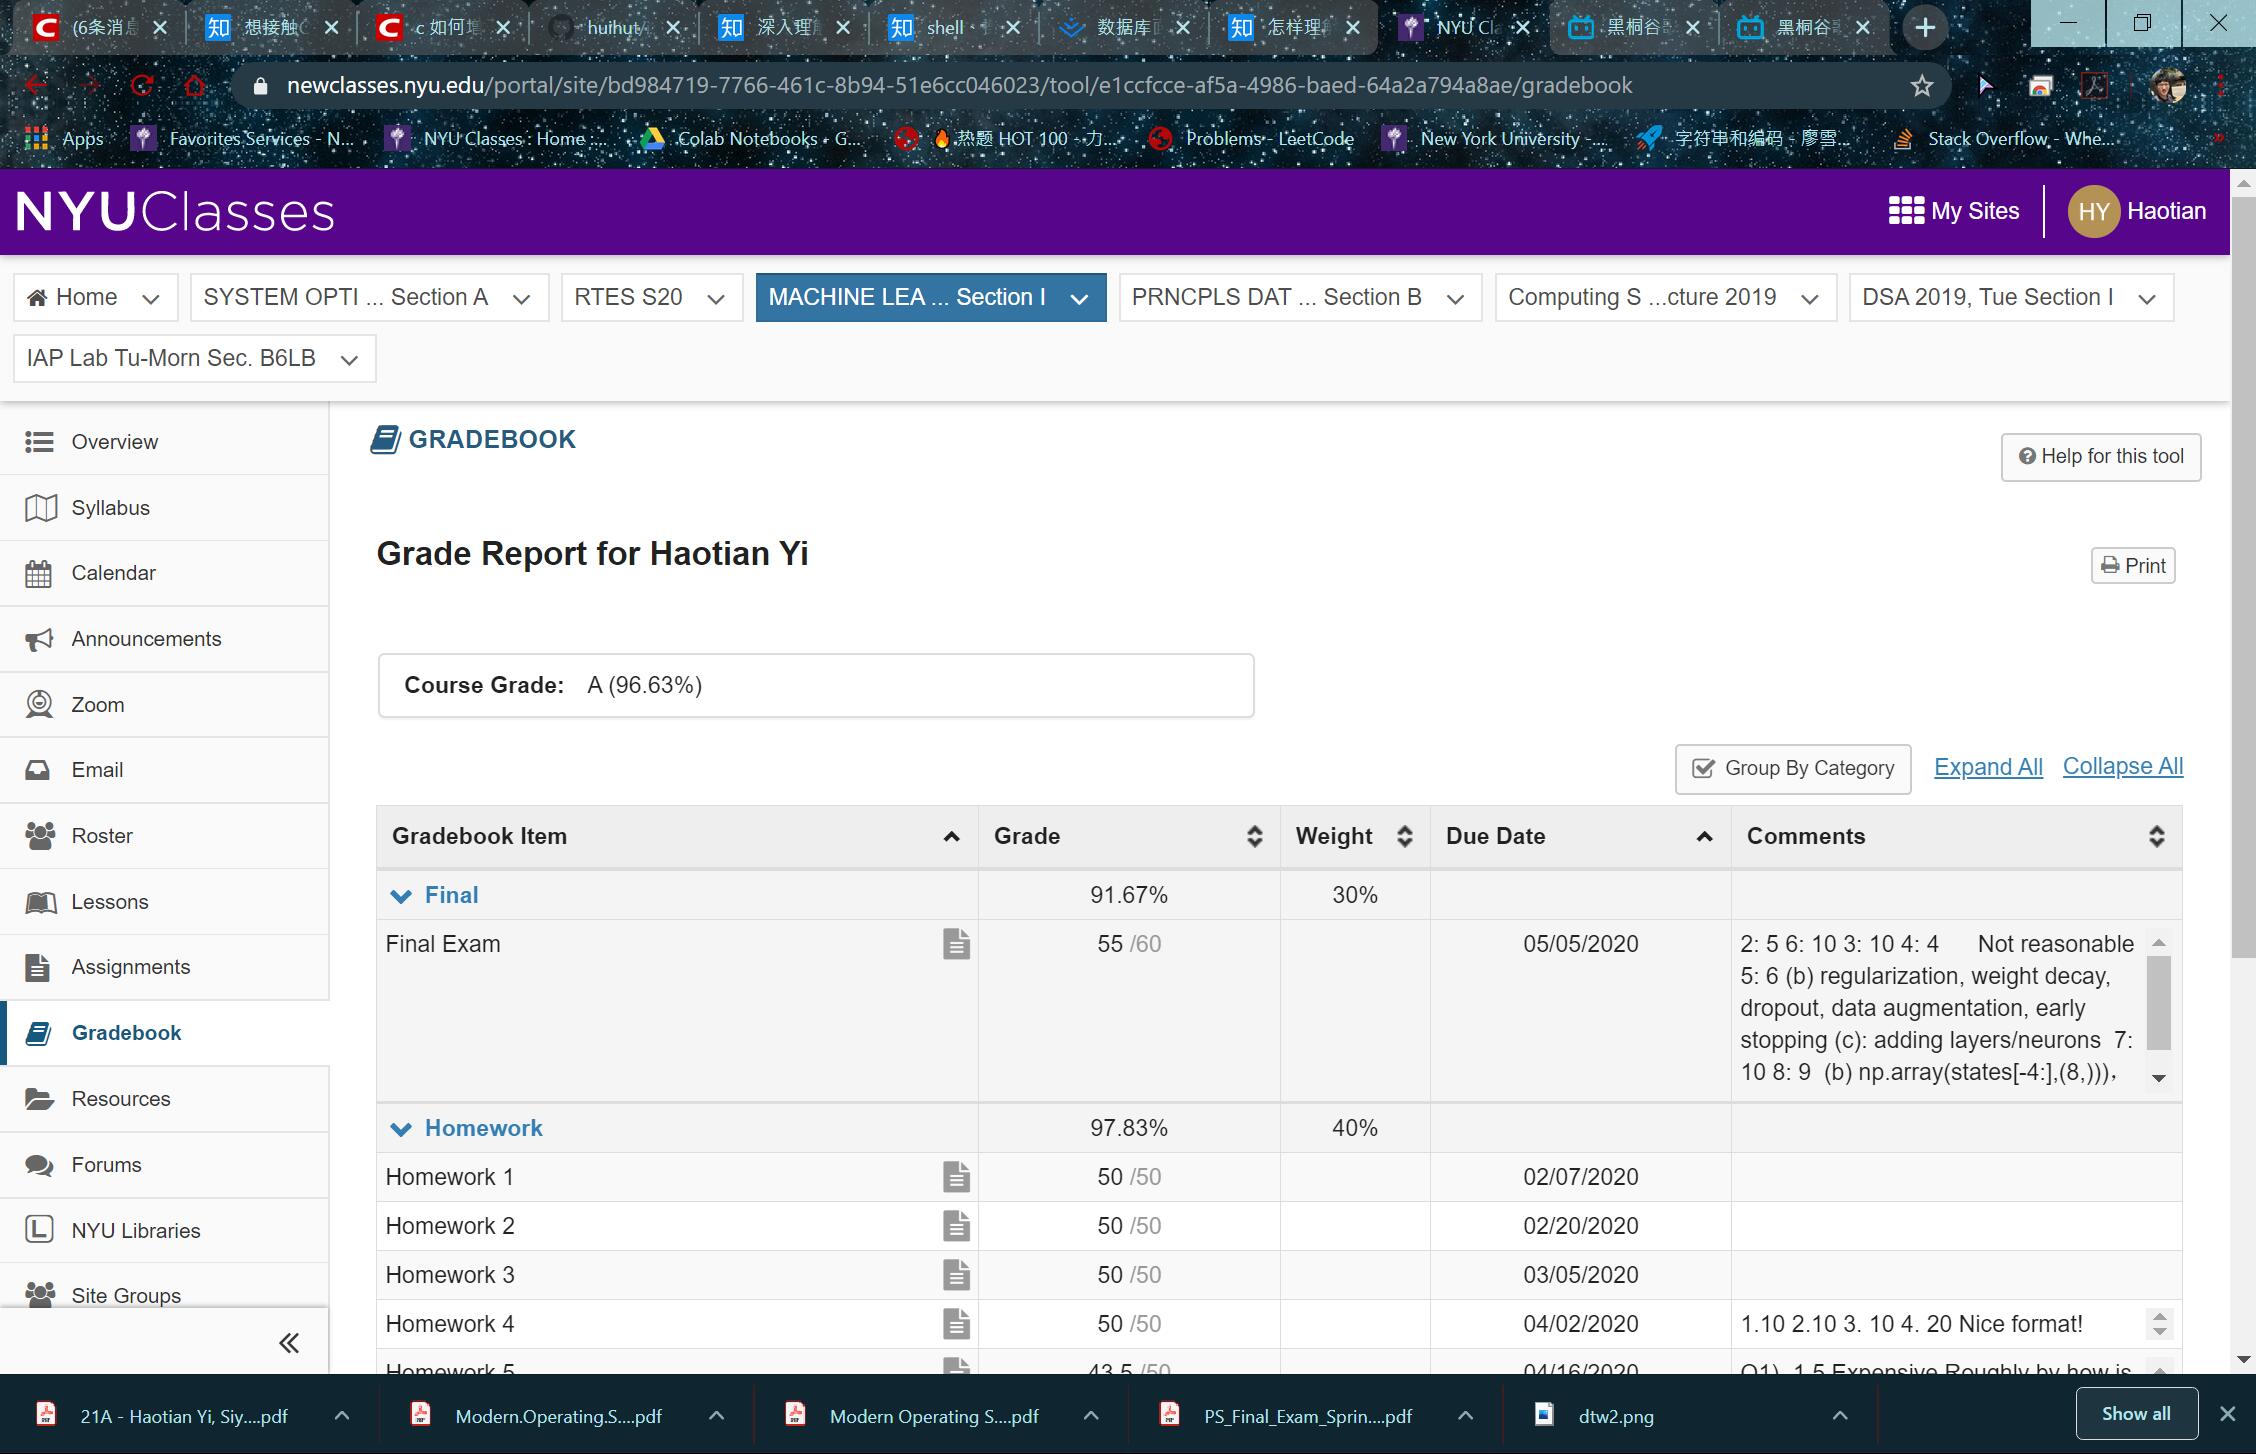 (6条消息
想接触C
c 如何
huihut/
深入理
shell
数据库
怎样理
NYU Cl
黑桐谷
黑桐谷
newclasses.nyu.edu/portal/site/bd984719-7766-461c-8b94-51e6cc046023/tool/e1ccfcce-af5a-4986-baed-64a2a794a8ae/gradebook
Apps
Favorites Services - N...
NYU Classes : Home :...
Colab Notebooks - G...
热题 HOT 100 - 力...
Problems - LeetCode
New York University -...
字符串和编码 - 廖雪...
Stack Overflow - Whe...
NYUClasses
My Sites
HY Haotian
Home
SYSTEM OPTI ... Section A
RTES S20
MACHINE LEA ... Section I
PRNCPLS DAT ... Section B
Computing S ...cture 2019
DSA 2019, Tue Section I
IAP Lab Tu-Morn Sec. B6LB
Overview
Syllabus
Calendar
Announcements
Zoom
Email
Roster
Lessons
Assignments
Gradebook
Resources
Forums
NYU Libraries
Site Groups
GRADEBOOK
Help for this tool
Grade Report for Haotian Yi
Print
Course Grade: A (96.63%)
Group By Category Expand All Collapse All
Gradebook Item Grade Weight Due Date Comments
Final 91.67% 30%
Final Exam 55 /60 05/05/2020 2: 5 6: 10 3: 10 4: 4 Not reasonable
5: 6 (b) regularization, weight decay,
dropout, data augmentation, early
stopping (c): adding layers/neurons 7:
10 8: 9 (b) np.array(states[-4:],(8,))),
Homework 97.83% 40%
Homework 1 50 /50 02/07/2020
Homework 2 50 /50 02/20/2020
Homework 3 50 /50 03/05/2020
Homework 4 50 /50 04/02/2020 1.10 2.10 3. 10 4. 20 Nice format!
Homework 5 43.5 /50 04/16/2020 Q1) -1.5 Expensive Roughly by how is
21A - Haotian Yi, Siy....pdf
Modern.Operating.S....pdf
Modern Operating S....pdf
PS_Final_Exam_Sprin....pdf
dtw2.png
Show all